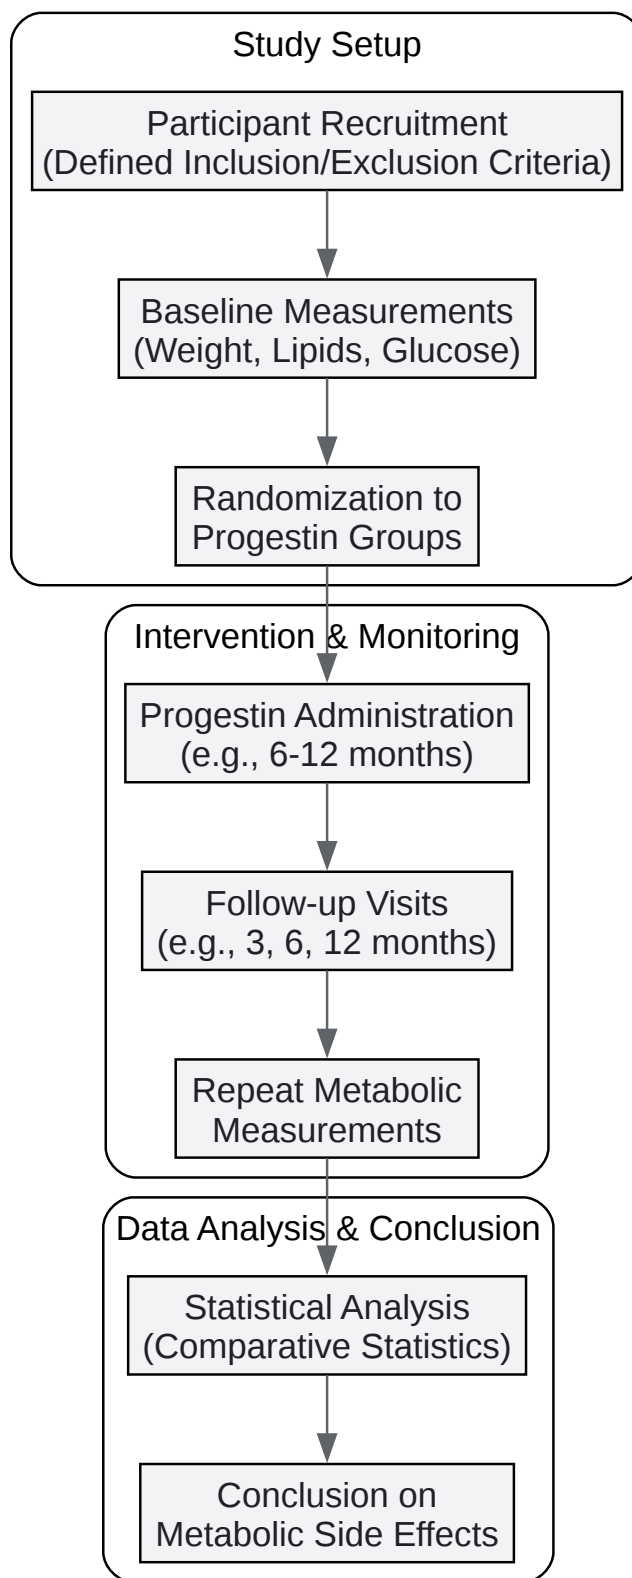 Study Setup
Participant Recruitment
(Defined Inclusion/Exclusion Criteria)
Baseline Measurements
(Weight, Lipids, Glucose)
Randomization to
Progestin Groups
Intervention & Monitoring
Progestin Administration
(e.g., 6-12 months)
Follow-up Visits
(e.g., 3, 6, 12 months)
Repeat Metabolic
Measurements
Data Analysis & Conclusion
Statistical Analysis
(Comparative Statistics)
Conclusion on
Metabolic Side Effects